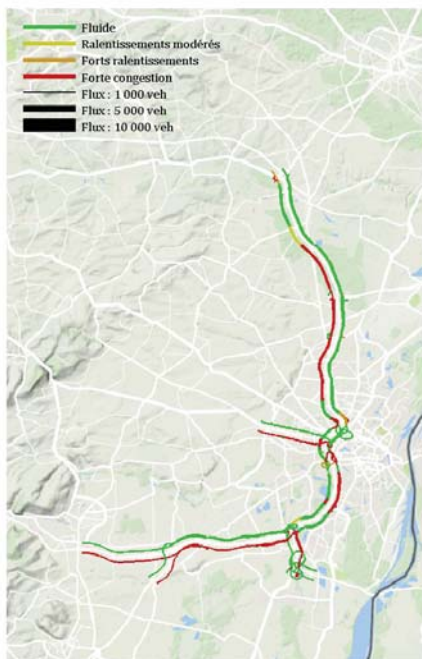 Fluide
Ralentissements modérés
Forts ralentissements
Forte congestion
Flux : 1 000 veh
Flux : 5 000 veh
Flux : 10 000 veh